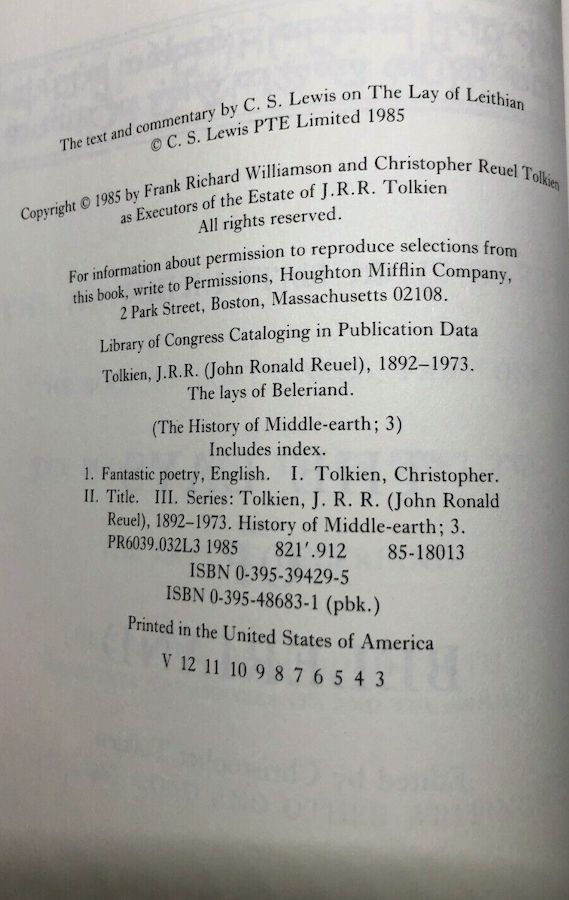 The text and commentary by C. S. Lewis on The Lay of Leithian
© C. S. Lewis PTE Limited 1985
Copyright © 1985 by Frank Richard Williamson and Christopher Reuel Tolkien
as Executors of the Estate of J.R.R. Tolkien
All rights reserved.
For information about permission to reproduce selections from
this book, write to Permissions, Houghton Mifflin Company,
2 Park Street, Boston, Massachusetts 02108.
Library of Congress Cataloging in Publication Data
Tolkien, J.R.R. (John Ronald Reuel), 1892–1973.
The lays of Beleriand.
(The History of Middle-earth; 3)
Includes index.
1. Fantastic poetry, English. I. Tolkien, Christopher.
II. Title. III. Series: Tolkien, J. R. R. (John Ronald
Reuel), 1892–1973. History of Middle-earth; 3.
PR6039.032L3 1985 821'.912 85-18013
ISBN 0-395-39429-5
ISBN 0-395-48683-1 (pbk.)
Printed in the United States of America
V 12 11 10 9 8 7 6 5 4 3